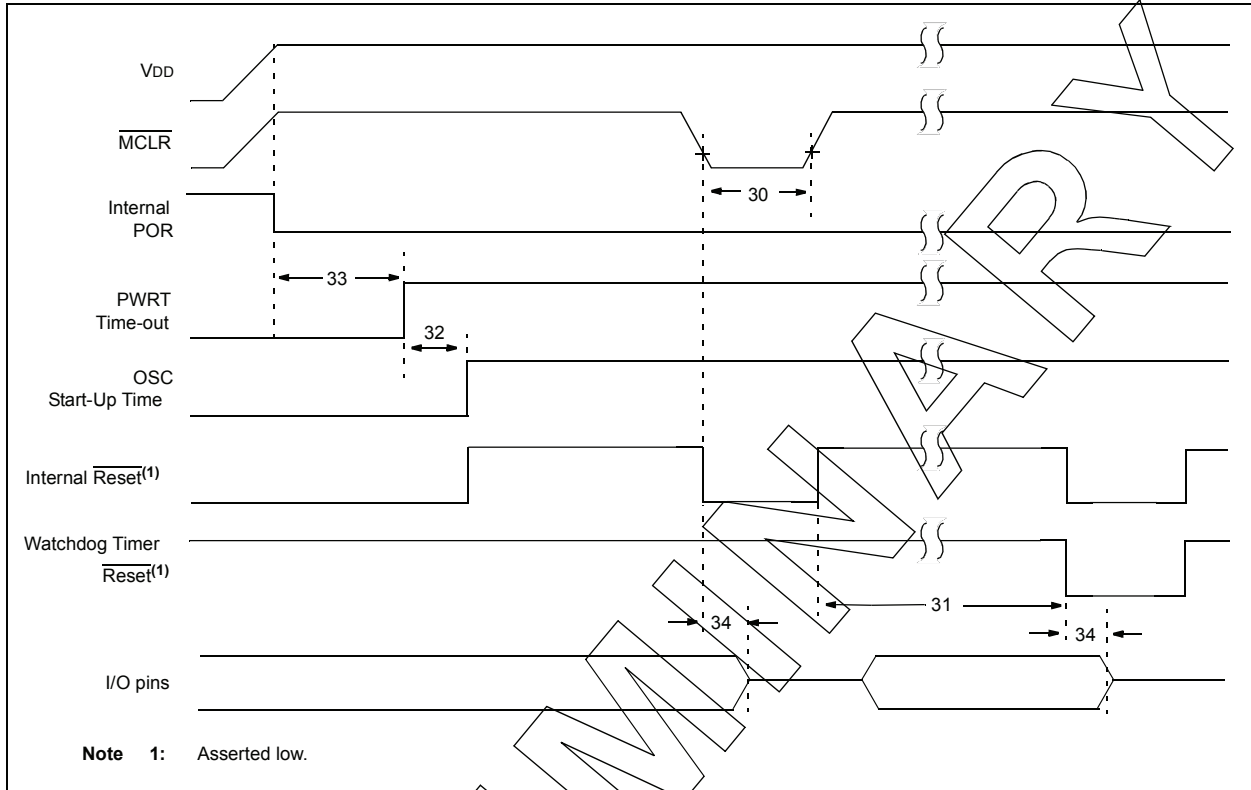 VDD
MCLR
30
Internal
POR
33
PWRT
Time-out
32
OSC
Start-Up Time
Internal Reset(1)
Watchdog Timer
Reset(1)
31
34
34
I/O pins
Note 1: Asserted low.
M I N A R Y